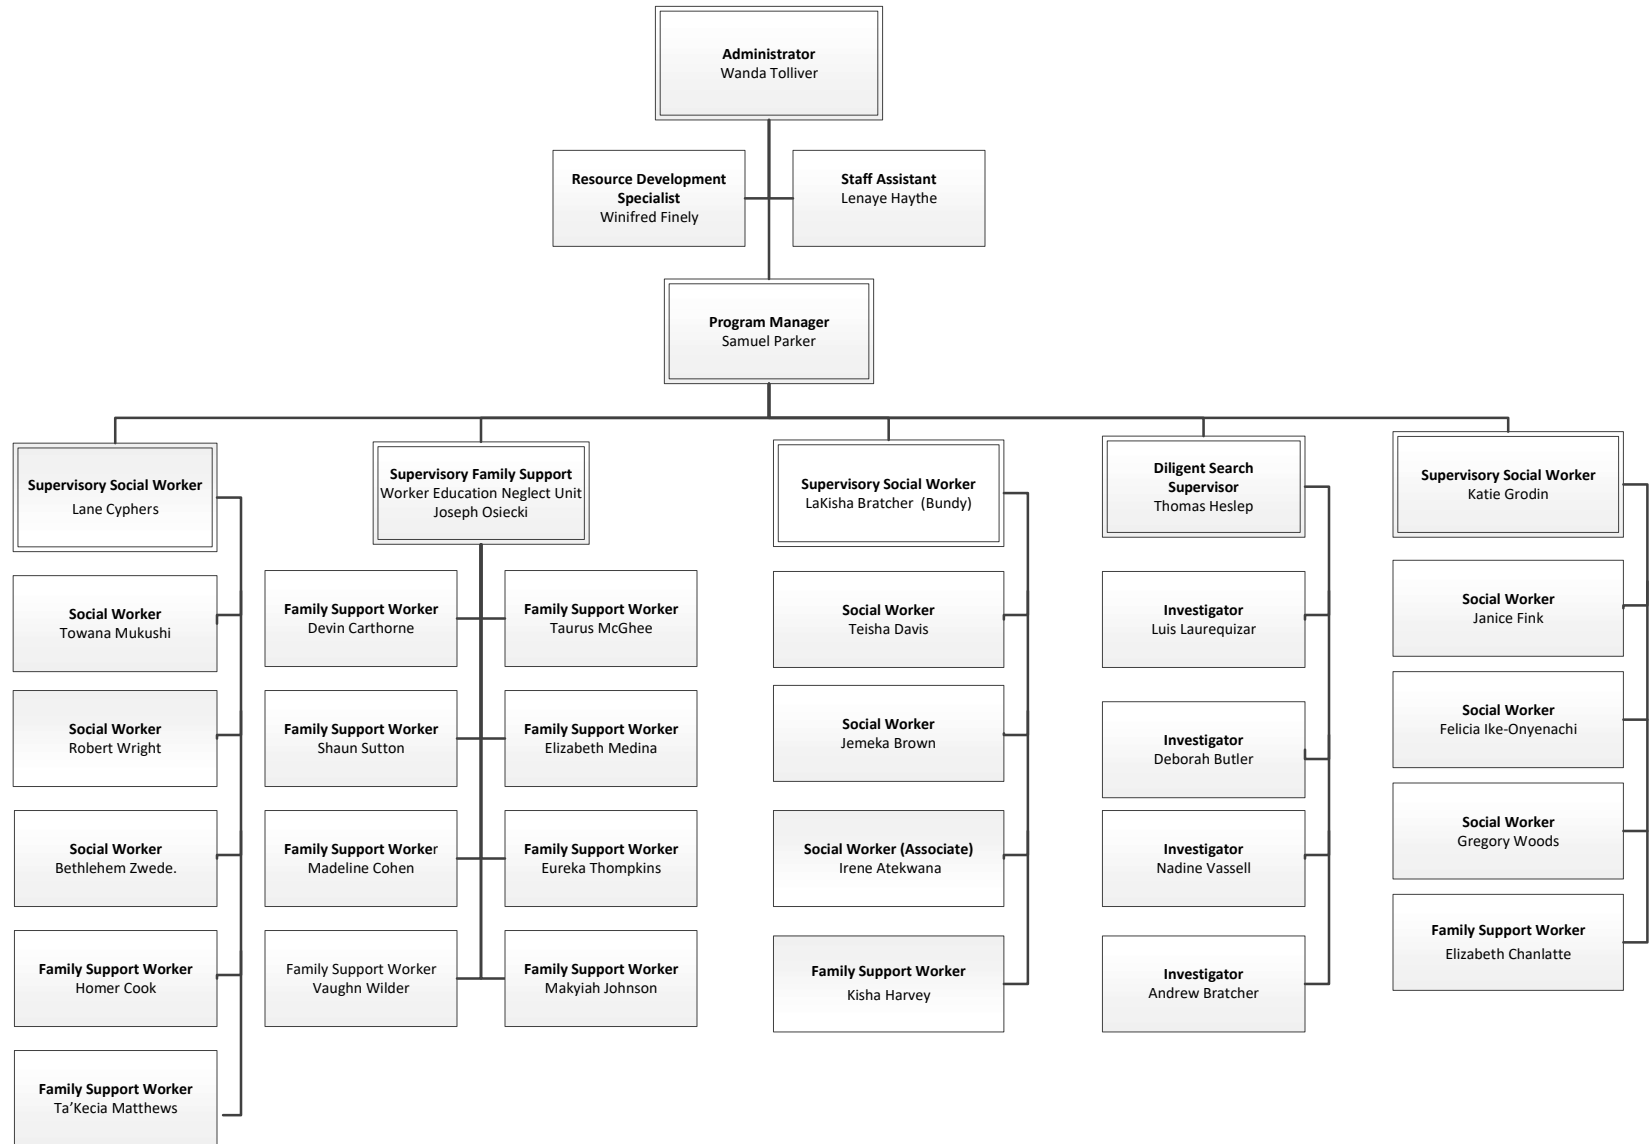 Administrator
Wanda Tolliver
Resource Development
Specialist
Winifred Finely
Staff Assistant
Lenaye Haythe
Program Manager
Samuel Parker
Supervisory Social Worker
Lane Cyphers
Social Worker
Towana Mukushi
Social Worker
Robert Wright
Social Worker
Bethlehem Zwede.
Family Support Worker
Homer Cook
Family Support Worker
Ta’Kecia Matthews
Supervisory Family Support
Worker Education Neglect Unit
Joseph Osiecki
Family Support Worker
Devin Carthorne
Family Support Worker
Taurus McGhee
Family Support Worker
Shaun Sutton
Family Support Worker
Elizabeth Medina
Family Support Worker
Madeline Cohen
Family Support Worker
Eureka Thompkins
Family Support Worker
Vaughn Wilder
Family Support Worker
Makyiah Johnson
Supervisory Social Worker
LaKisha Bratcher (Bundy)
Social Worker
Teisha Davis
Social Worker
Jemeka Brown
Social Worker (Associate)
Irene Atekwana
Family Support Worker
Kisha Harvey
Diligent Search
Supervisor
Thomas Heslep
Investigator
Luis Laurequizar
Investigator
Deborah Butler
Investigator
Nadine Vassell
Investigator
Andrew Bratcher
Supervisory Social Worker
Katie Grodin
Social Worker
Janice Fink
Social Worker
Felicia Ike-Onyenachi
Social Worker
Gregory Woods
Family Support Worker
Elizabeth Chanlatte